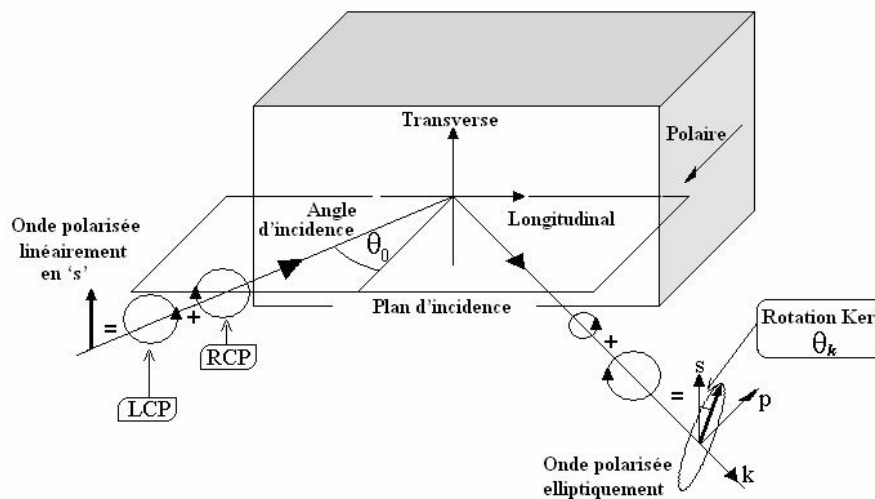 Transverse
Polaire
Onde polarisée
linéairement
en ‘s’
Angle
d’incidence
θ0
Longitudinal
Plan d’incidence
= + RCP
LCP
Rotation Kerr
θk
+
=
s
p
k
Onde polarisée
elliptiquement